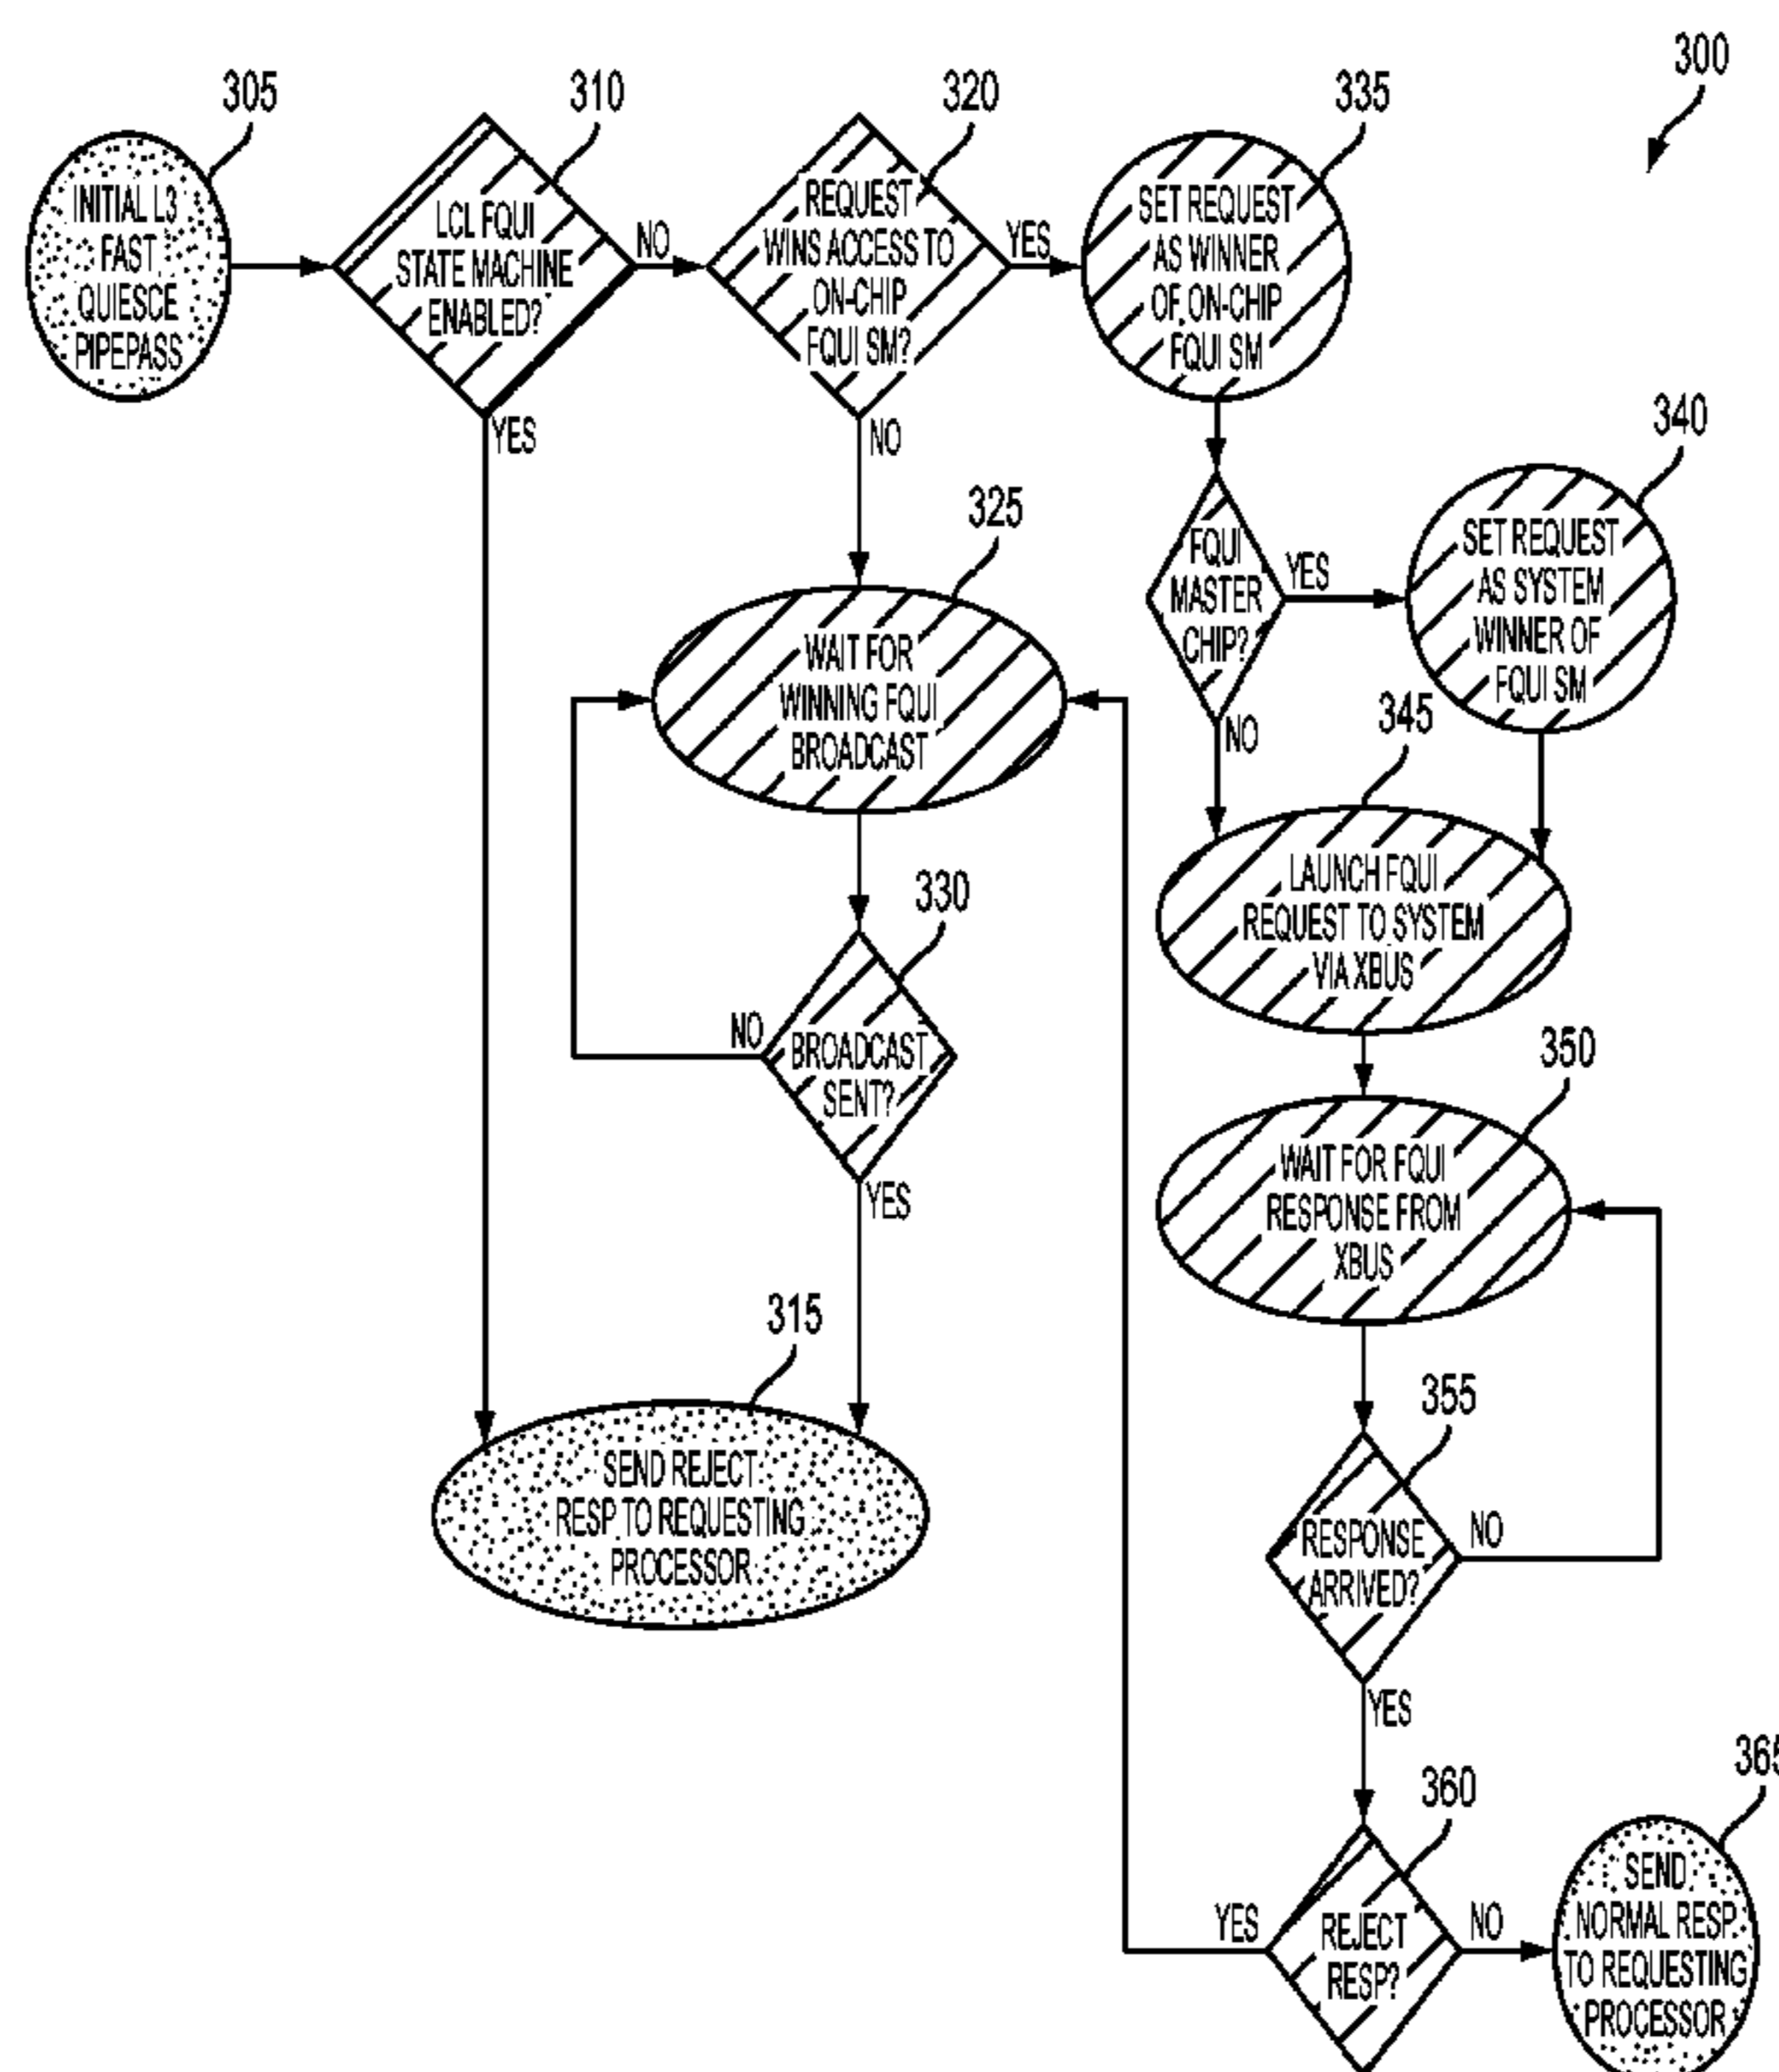 300
305
INITIAL L3
FAST
QUIESCE
PIPEPASS
310
LCL FQUI
STATE MACHINE
ENABLED?
NO
YES
320
REQUEST
WINS ACCESS TO
ON-CHIP
FQUI SM?
YES
NO
335
SET REQUEST
AS WINNER
OF ON-CHIP
FQUI SM
FQUI
MASTER
CHIP?
YES
NO
340
SET REQUEST
AS SYSTEM
WINNER OF
FQUI SM
325
WAIT FOR
WINNING FQUI
BROADCAST
330
BROADCAST
SENT?
NO
YES
315
SEND REJECT
RESP TO REQUESTING
PROCESSOR
345
LAUNCH FQUI
REQUEST TO SYSTEM
VIA XBUS
350
WAIT FOR FQUI
RESPONSE FROM
XBUS
355
RESPONSE
ARRIVED?
NO
YES
360
REJECT
RESP?
YES
NO
365
SEND
NORMAL RESP
TO REQUESTING
PROCESSOR